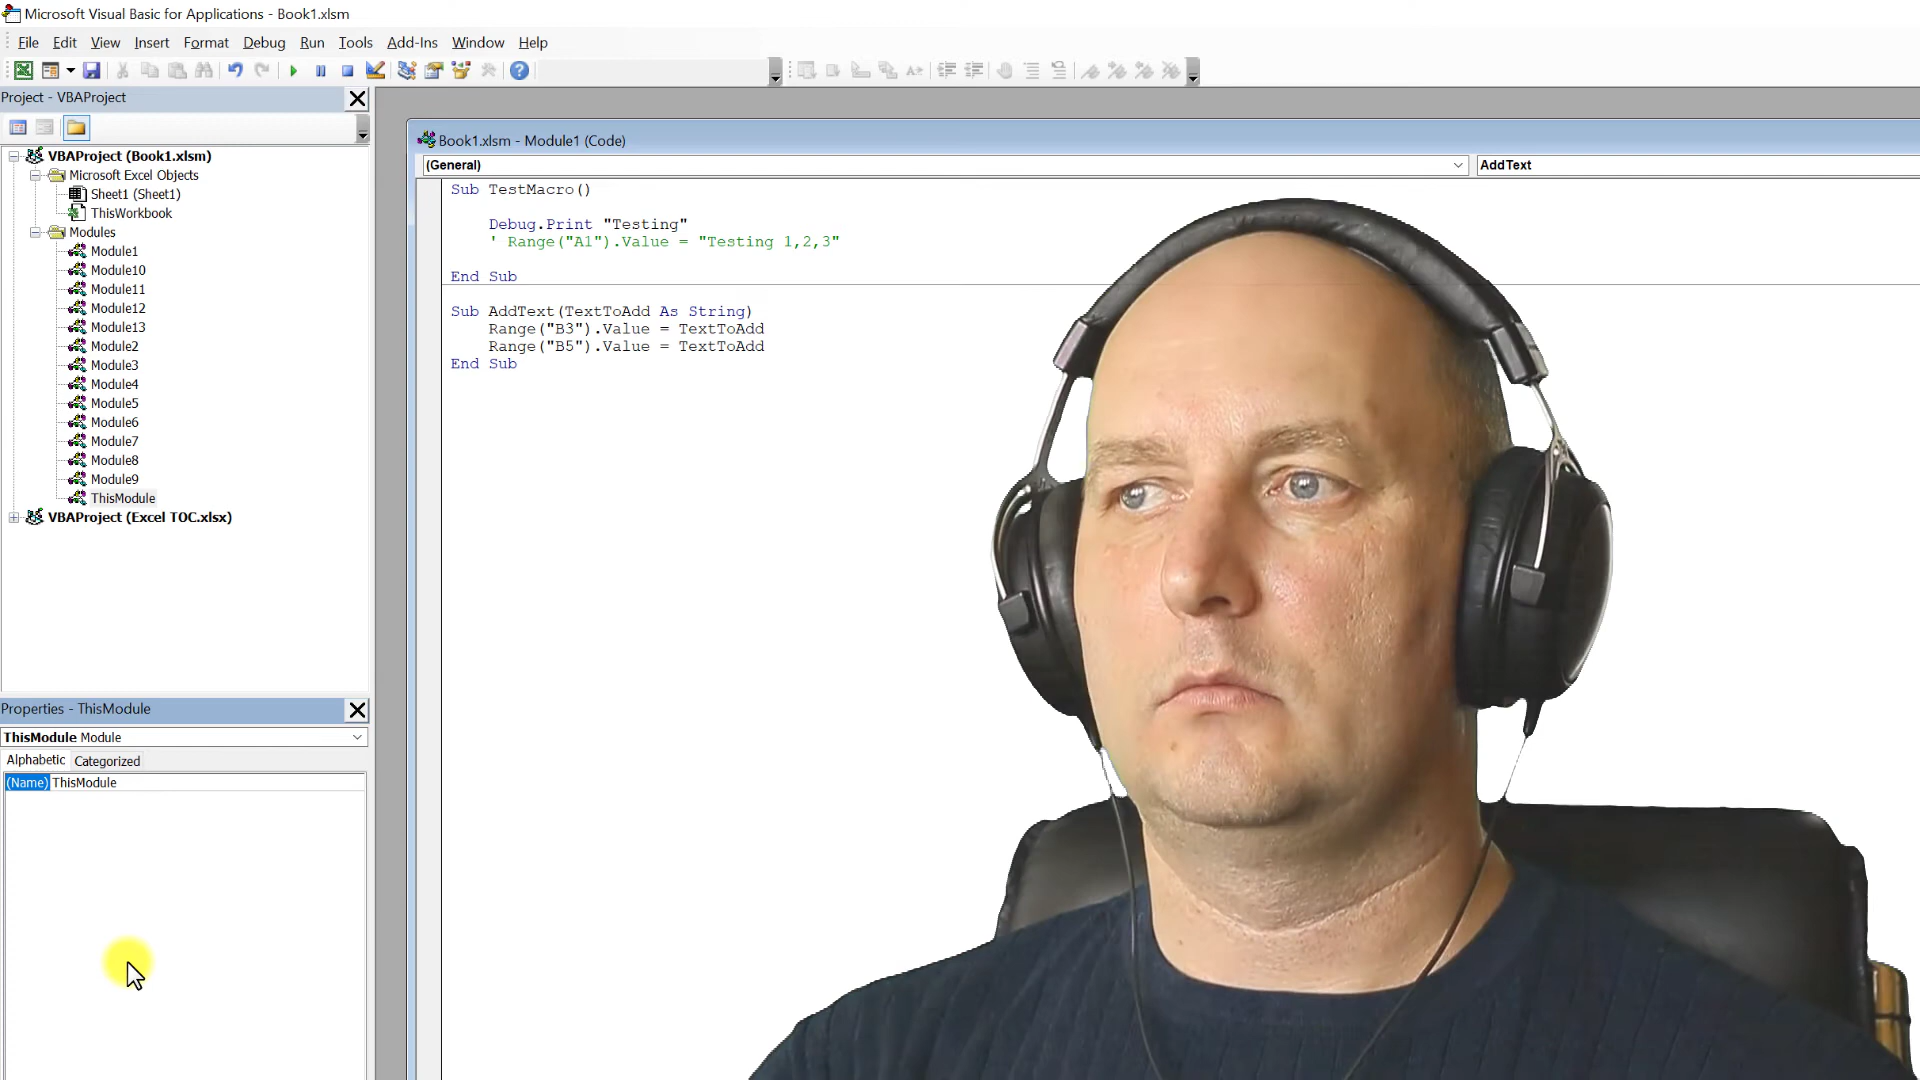 Microsoft Visual Basic for Applications - Book1.xlsm
File Edit View Insert Format Debug Run Tools Add-Ins Window Help
Project - VBAProject
VBAProject (Book1.xlsm)
Microsoft Excel Objects
Sheet1 (Sheet1)
ThisWorkbook
Modules
Module1
Module10
Module11
Module12
Module13
Module2
Module3
Module4
Module5
Module6
Module7
Module8
Module9
ThisModule
VBAProject (Excel TOC.xlsx)
Properties - ThisModule
ThisModule Module
Alphabetic Categorized
(Name) ThisModule
Book1.xlsm - Module1 (Code)
(General) AddText
Sub TestMacro()
Debug.Print "Testing"
' Range("A1").Value = "Testing 1,2,3"
End Sub
Sub AddText(TextToAdd As String)
Range("B3").Value = TextToAdd
Range("B5").Value = TextToAdd
End Sub